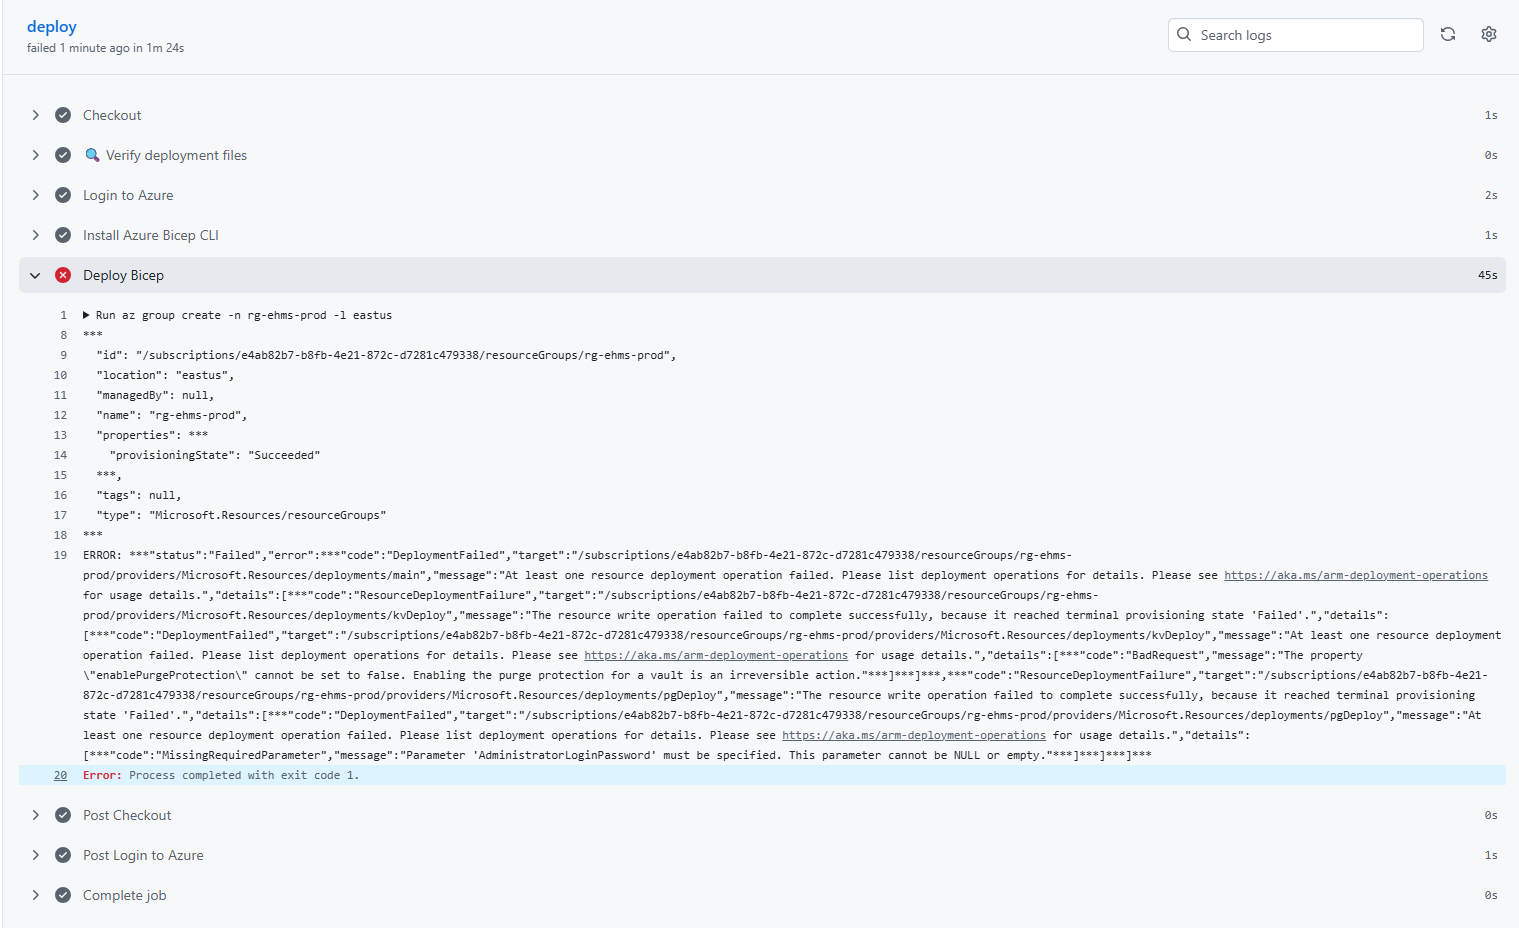 deploy
failed 1 minute ago in 1m 24s
Search logs
Checkout 1s
🔍 Verify deployment files 0s
Login to Azure 2s
Install Azure Bicep CLI 1s
Deploy Bicep 45s
1 ▶ Run az group create -n rg-ehms-prod -l eastus
8 ***
9 "id": "/subscriptions/e4ab82b7-b8fb-4e21-872c-d7281c479338/resourceGroups/rg-ehms-prod",
10 "location": "eastus",
11 "managedBy": null,
12 "name": "rg-ehms-prod",
13 "properties": ***
14 "provisioningState": "Succeeded"
15 ***,
16 "tags": null,
17 "type": "Microsoft.Resources/resourceGroups"
18 ***
19 ERROR: ***"status":"Failed","error":***"code":"DeploymentFailed","target":"/subscriptions/e4ab82b7-b8fb-4e21-872c-d7281c479338/resourceGroups/rg-ehms-
prod/providers/Microsoft.Resources/deployments/main","message":"At least one resource deployment operation failed. Please list deployment operations for details. Please see https://aka.ms/arm-deployment-operations
for usage details.","details":[***"code":"ResourceDeploymentFailure","target":"/subscriptions/e4ab82b7-b8fb-4e21-872c-d7281c479338/resourceGroups/rg-ehms-
prod/providers/Microsoft.Resources/deployments/kvDeploy","message":"The resource write operation failed to complete successfully, because it reached terminal provisioning state 'Failed'.","details":
[***"code":"DeploymentFailed","target":"/subscriptions/e4ab82b7-b8fb-4e21-872c-d7281c479338/resourceGroups/rg-ehms-prod/providers/Microsoft.Resources/deployments/kvDeploy","message":"At least one resource deployment
operation failed. Please list deployment operations for details. Please see https://aka.ms/arm-deployment-operations for usage details.","details":[***"code":"BadRequest","message":"The property
\"enablePurgeProtection\" cannot be set to false. Enabling the purge protection for a vault is an irreversible action."***]***]***,***"code":"ResourceDeploymentFailure","target":"/subscriptions/e4ab82b7-b8fb-4e21-
872c-d7281c479338/resourceGroups/rg-ehms-prod/providers/Microsoft.Resources/deployments/pgDeploy","message":"The resource write operation failed to complete successfully, because it reached terminal provisioning
state 'Failed'.","details":[***"code":"DeploymentFailed","target":"/subscriptions/e4ab82b7-b8fb-4e21-872c-d7281c479338/resourceGroups/rg-ehms-prod/providers/Microsoft.Resources/deployments/pgDeploy","message":"At
least one resource deployment operation failed. Please list deployment operations for details. Please see https://aka.ms/arm-deployment-operations for usage details.","details":
[***"code":"MissingRequiredParameter","message":"Parameter 'AdministratorLoginPassword' must be specified. This parameter cannot be NULL or empty."***]***]***]***
20 Error: Process completed with exit code 1.
Post Checkout 0s
Post Login to Azure 1s
Complete job 0s